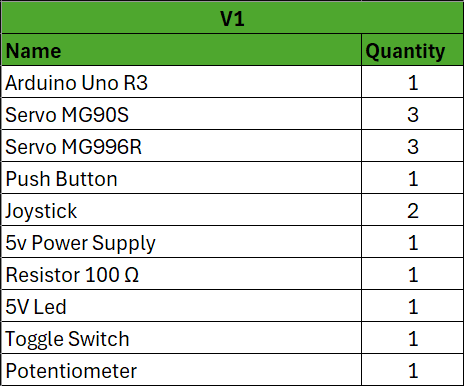 V1
Name Quantity
Arduino Uno R3 1
Servo MG90S 3
Servo MG996R 3
Push Button 1
Joystick 2
5v Power Supply 1
Resistor 100 Ω 1
5V Led 1
Toggle Switch 1
Potentiometer 1